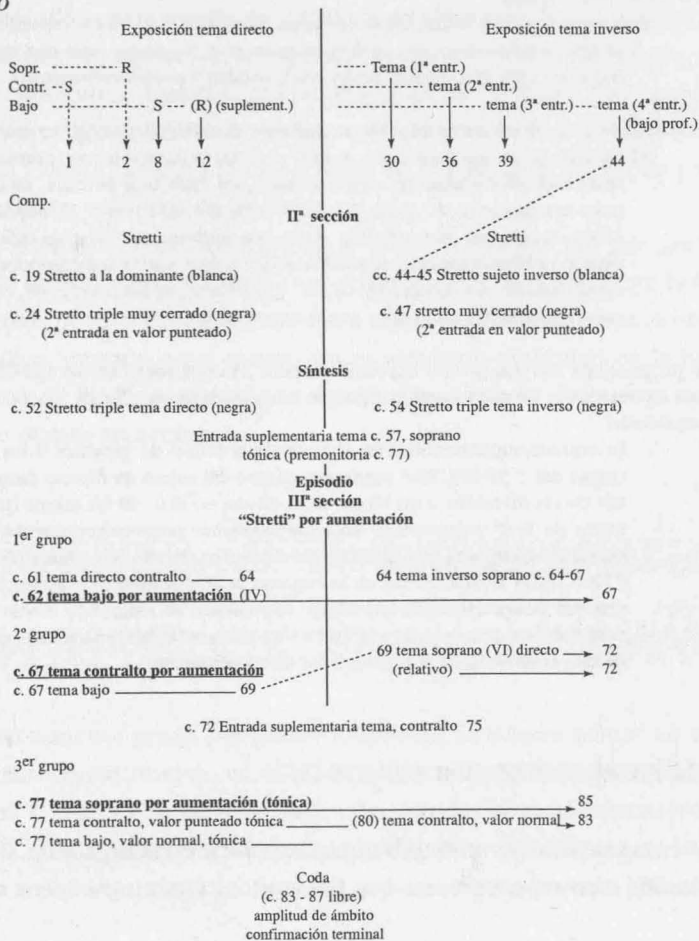 Exposición tema directo
Exposición tema inverso
Sopr. R
Contr. S
Bajo S (R) (suplement.)
Tema (1ª entr.)
tema (2ª entr.)
tema (3ª entr.) tema (4ª entr.)
(bajo prof.)
1 6 8 12
30 36 39 44
Comp.
IIª sección
Stretti
Stretti
c. 19 Stretto a la dominante (blanca)
cc. 44-45 Stretto sujeto inverso (blanca)
c. 24 Stretto triple muy cerrado (negra)
(2ª entrada en valor punteado)
c. 47 stretto muy cerrado (negra)
(2ª entrada en valor punteado)
Síntesis
c. 52 Stretto triple tema directo (negra)
c. 54 Stretto triple tema inverso (negra)
Entrada suplementaria tema c. 57, soprano
tónica (premonitoria c. 77)
Episodio
IIIª sección
“Stretti” por aumentación
1er grupo
c. 61 tema directo contralto 64
64 tema inverso soprano c. 64-67
c. 62 tema bajo por aumentación (IV) 67
2º grupo
69 tema soprano (VI) directo 72
c. 67 tema contralto por aumentación
(relativo) 72
c. 67 tema bajo 69
c. 72 Entrada suplementaria tema, contralto 75
3er grupo
c. 77 tema soprano por aumentación (tónica) 85
c. 77 tema contralto, valor punteado tónica (80) tema contralto, valor normal 83
c. 77 tema bajo, valor normal, tónica
Coda
(c. 83 - 87 libre)
amplitud de ámbito
confirmación terminal